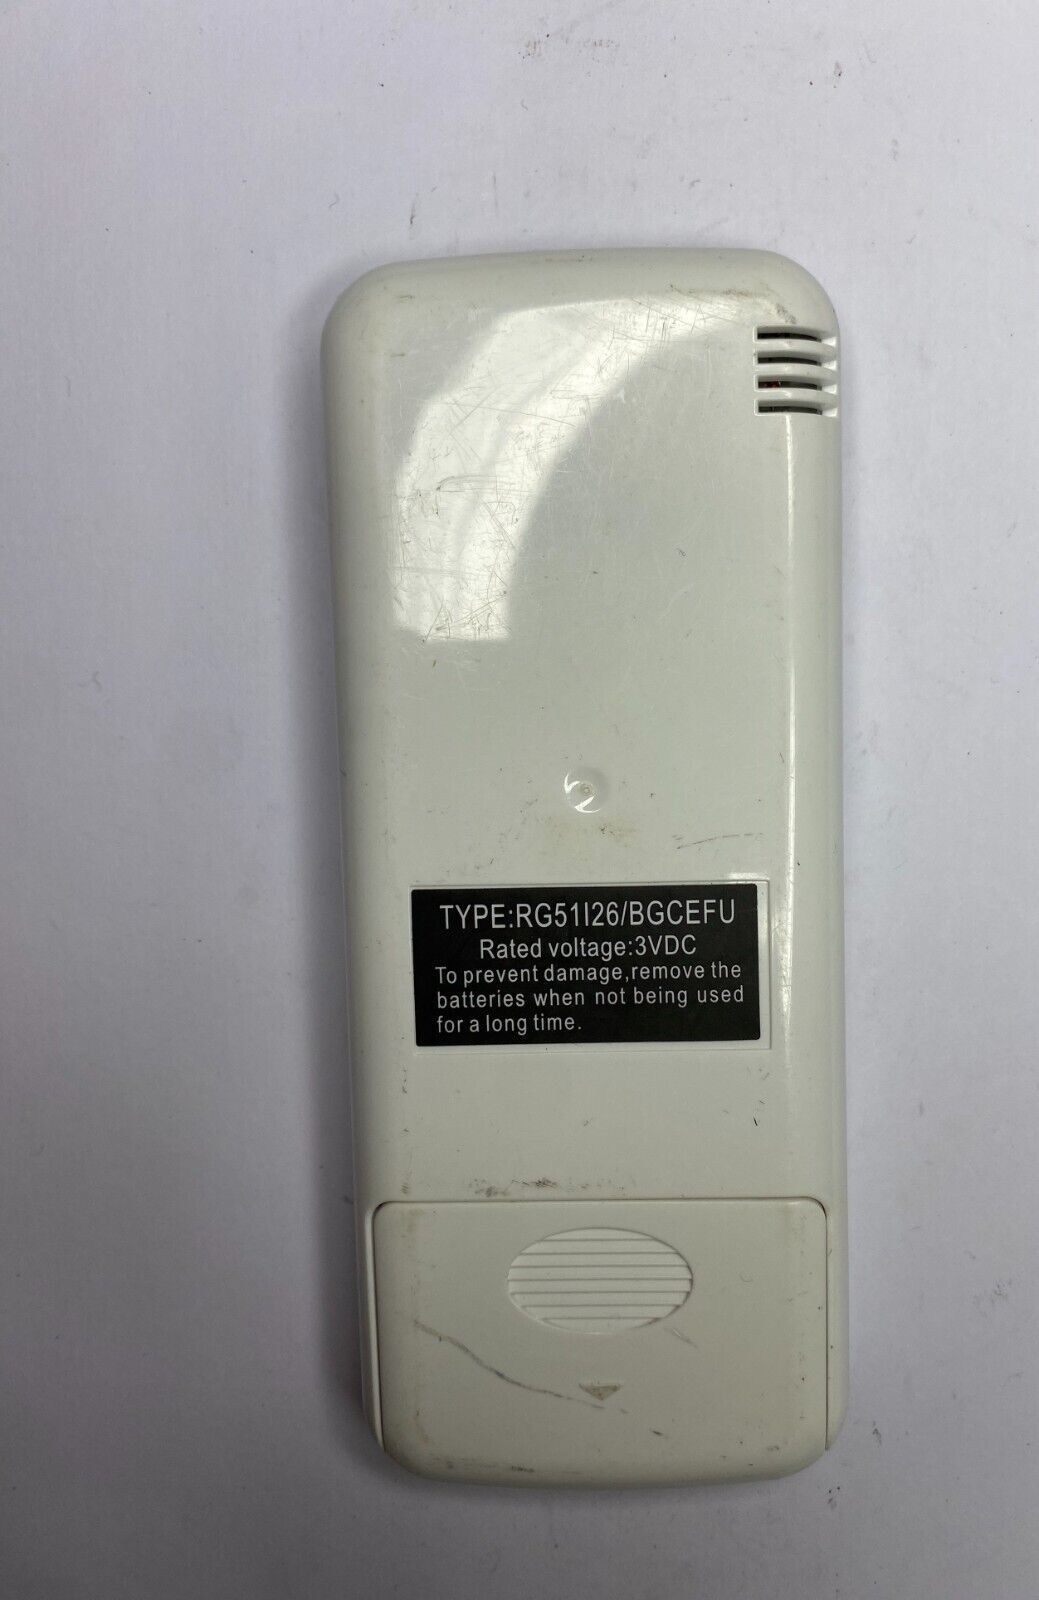 TYPE:RG51I26/BGCEFU
Rated voltage:3VDC
To prevent damage,remove the
batteries when not being used
for a long time.